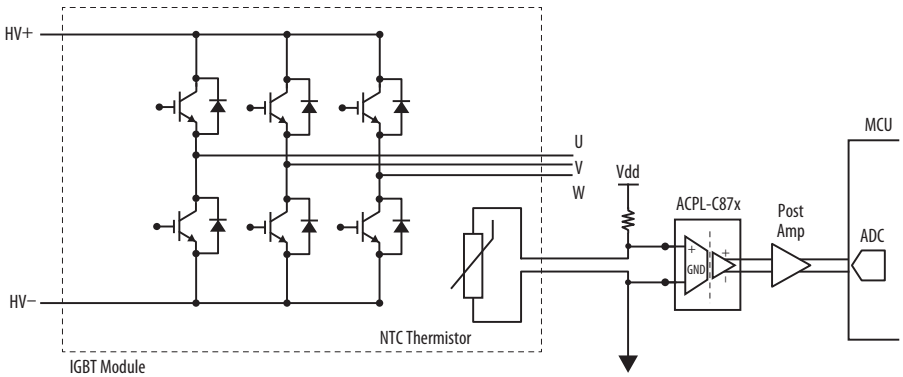 HV+
MCU
U
V
W
Vdd
ACPL-C87x
Post
Amp
ADC
+
GND
+
–
HV–
NTC Thermistor
IGBT Module